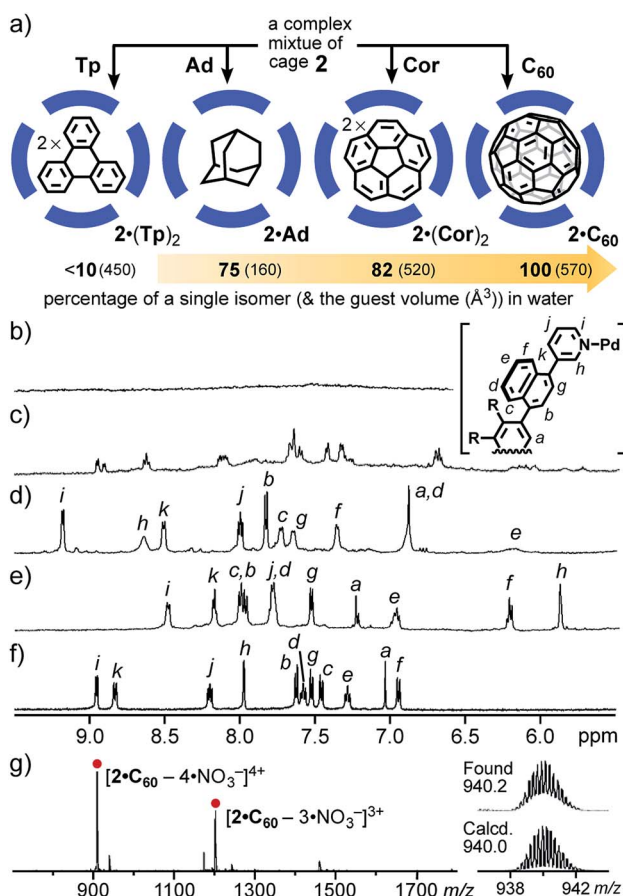 a)
a complex
mixtue of
cage 2
Tp
Ad
Cor
C60
2×
2×
2•(Tp)2
2•Ad
2•(Cor)2
2•C60
<10 (450)
75 (160)
82 (520)
100 (570)
percentage of a single isomer (& the guest volume (Å³)) in water
b)
j
i
k
N–Pd
f
h
e
g
d
c
b
R
R
a
c)
d)
i
h
k
j
b
c
g
f
a,d
e
e)
i
k
c,b
j,d
g
a
e
f
h
f)
i
k
j
h
b
d
g
c
e
a
f
9.0
8.5
8.0
7.5
7.0
6.5
6.0
ppm
g)
[2•C60 – 4•NO3–]4+
[2•C60 – 3•NO3–]3+
Found
940.2
Calcd.
940.0
900
1100
1300
1500
1700
m/z
938
942
m/z